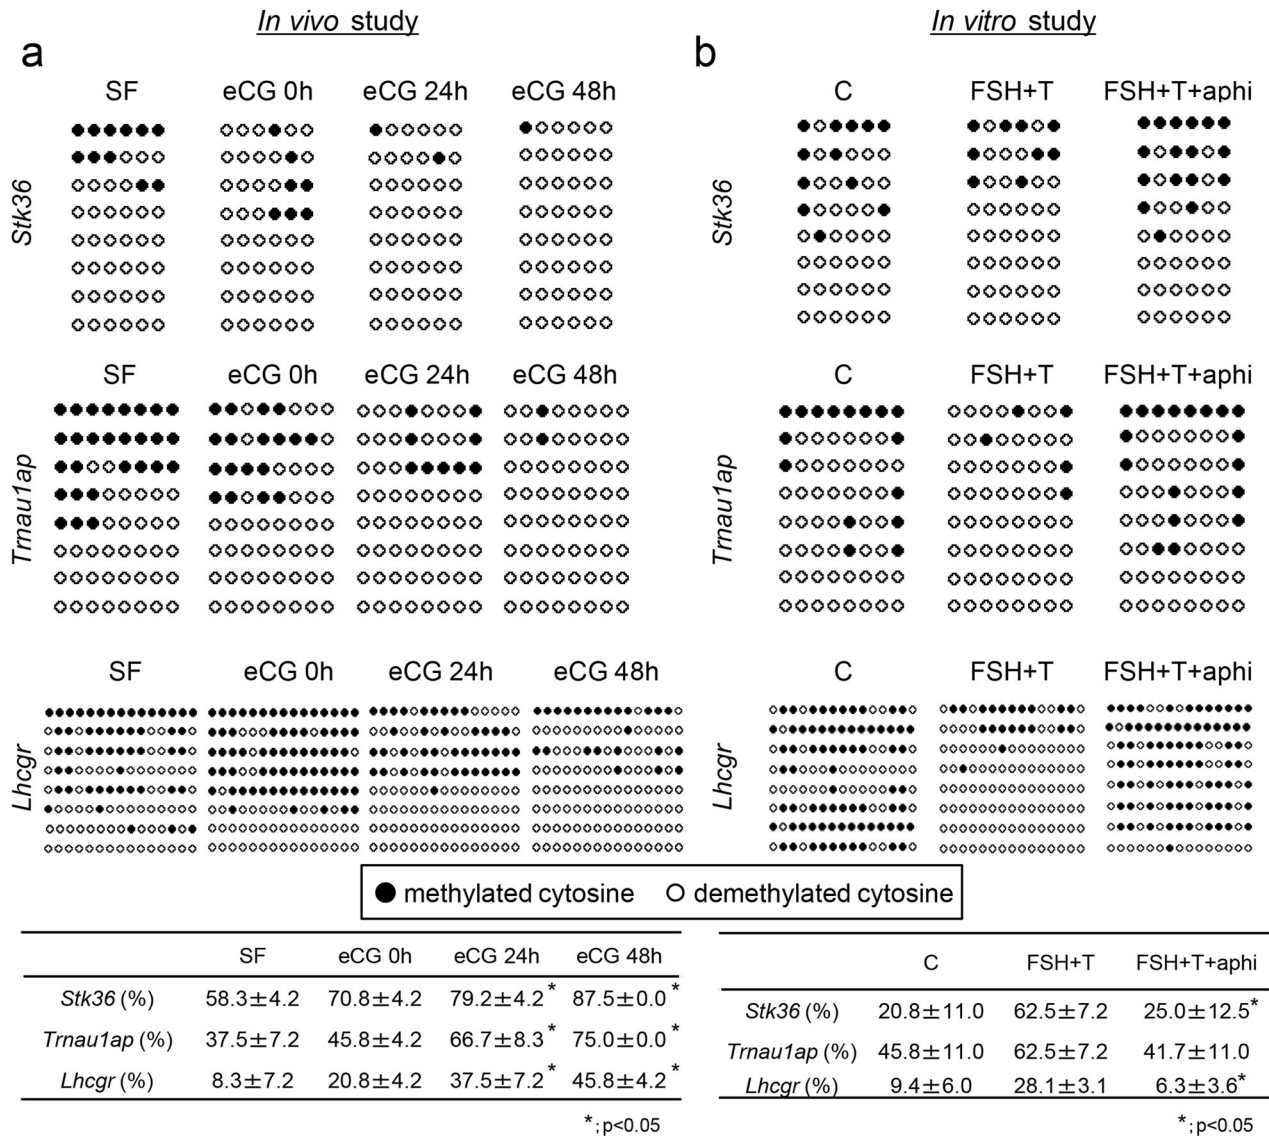 In vivo study
In vitro study
a
b
SF eCG 0h eCG 24h eCG 48h
C FSH+T FSH+T+aphi
Stk36
Stk36
SF eCG 0h eCG 24h eCG 48h
C FSH+T FSH+T+aphi
Trnau1ap
Trnau1ap
SF eCG 0h eCG 24h eCG 48h
C FSH+T FSH+T+aphi
Lhcgr
Lhcgr
methylated cytosine demethylated cytosine
SF eCG 0h eCG 24h eCG 48h
Stk36 (%) 58.3±4.2 70.8±4.2 79.2±4.2* 87.5±0.0*
Trnau1ap (%) 37.5±7.2 45.8±4.2 66.7±8.3* 75.0±0.0*
Lhcgr (%) 8.3±7.2 20.8±4.2 37.5±7.2* 45.8±4.2*
*; p<0.05
C FSH+T FSH+T+aphi
Stk36 (%) 20.8±11.0 62.5±7.2 25.0±12.5*
Trnau1ap (%) 45.8±11.0 62.5±7.2 41.7±11.0
Lhcgr (%) 9.4±6.0 28.1±3.1 6.3±3.6*
*; p<0.05